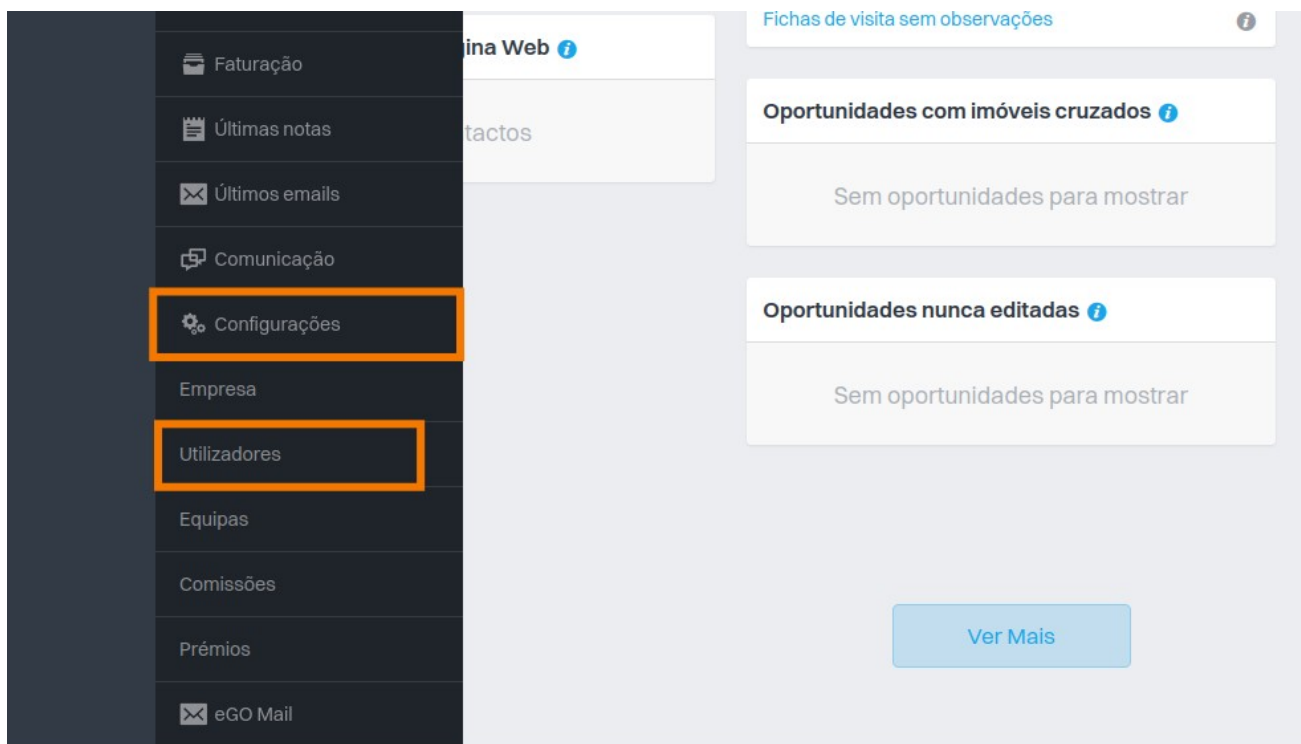 Faturação
Últimas notas
Últimos emails
Comunicação
Configurações
Empresa
Utilizadores
Equipas
Comissões
Prémios
eGO Mail
Web
Fichas de visita sem observações
Oportunidades com imóveis cruzados
Sem oportunidades para mostrar
Oportunidades nunca editadas
Sem oportunidades para mostrar
Ver Mais